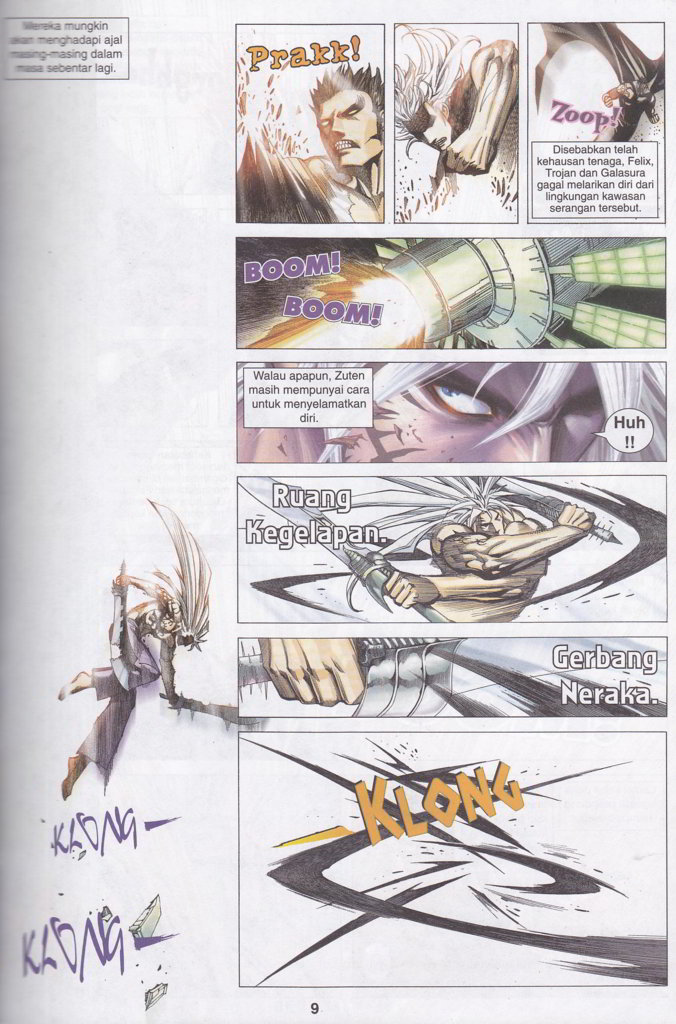 Mereka mungkin
akan menghadapi ajal
masing-masing dalam
masa sebentar lagi.
Prakk!
Zoop!
Disebabkan telah
kehausan tenaga, Felix,
Trojan dan Galasura
gagal melarikan diri dari
lingkungan kawasan
serangan tersebut.
BOOM!
BOOM!
Walau apapun, Zuten
masih mempunyai cara
untuk menyelamatkan
diri.
Huh
!!
Ruang
Kegelapan.
Gerbang
Neraka.
KLONG
KLONG
KLONG
9